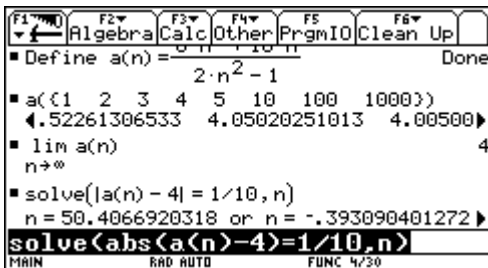 F1▼ F2▼ F3▼ F4▼ F5 F6▼
Algebra Calc Other PrgmIO Clean Up
▪ Define a(n) = Done
2·n² − 1
▪ a({1 2 3 4 5 10 100 1000})
◀.52261306533 4.05020251013 4.00500▶
▪ lim a(n) 4
n→∞
▪ solve(|a(n) − 4| = 1/10, n)
n = 50.4066920318 or n = -.393090401272▶
solve(abs(a(n)-4)=1/10,n)
MAIN RAD AUTO FUNC 4/30